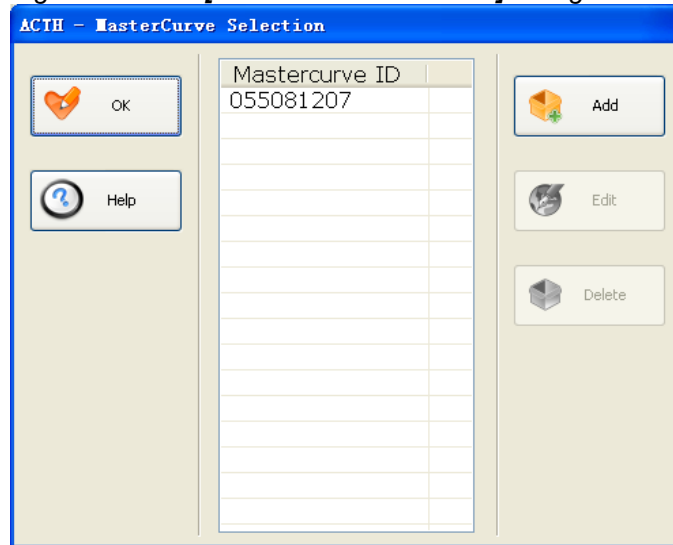 ACTH - MasterCurve Selection
OK
Help
Mastercurve ID
055081207
Add
Edit
Delete